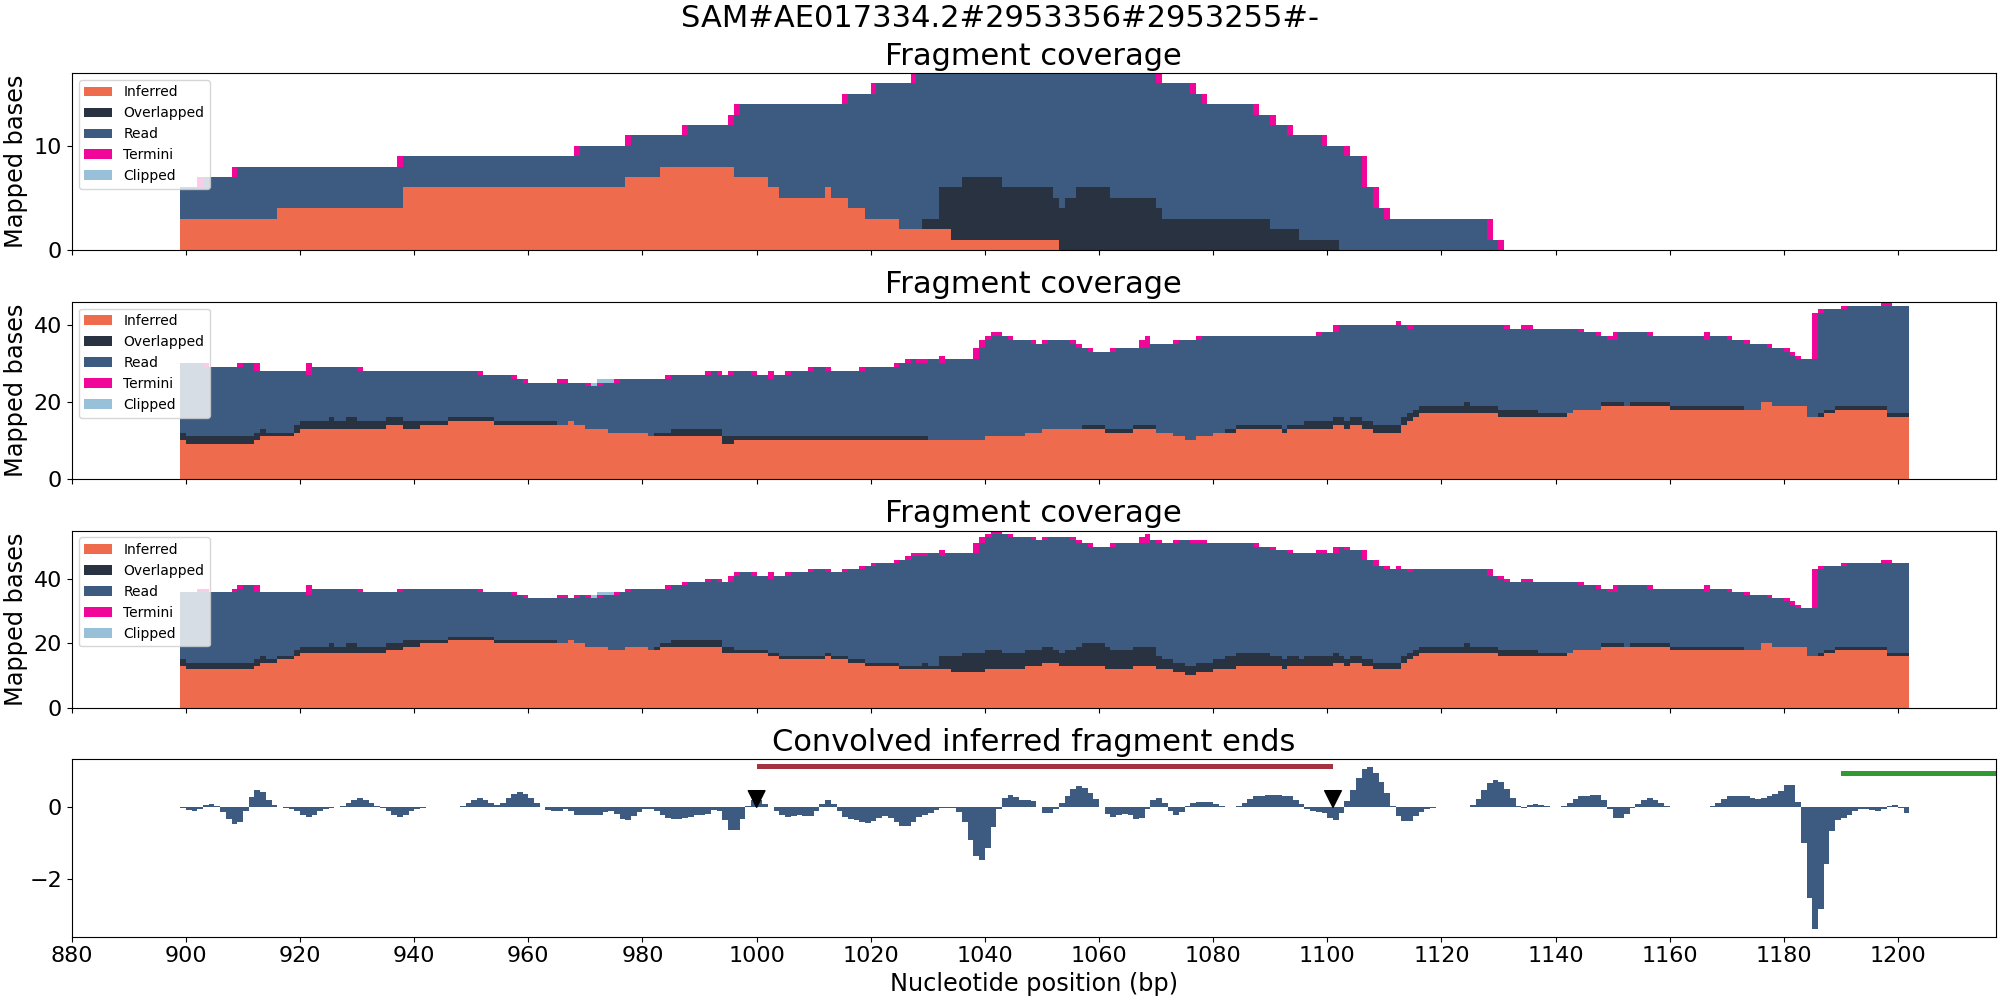 SAM#AE017334.2#2953356#2953255#-
Fragment coverage
Mapped bases
10
0
Inferred
Overlapped
Read
Termini
Clipped
Fragment coverage
Mapped bases
40
20
0
Inferred
Overlapped
Read
Termini
Clipped
Fragment coverage
Mapped bases
40
20
0
Inferred
Overlapped
Read
Termini
Clipped
Convolved inferred fragment ends
0
−2
880 900 920 940 960 980 1000 1020 1040 1060 1080 1100 1120 1140 1160 1180 1200
Nucleotide position (bp)